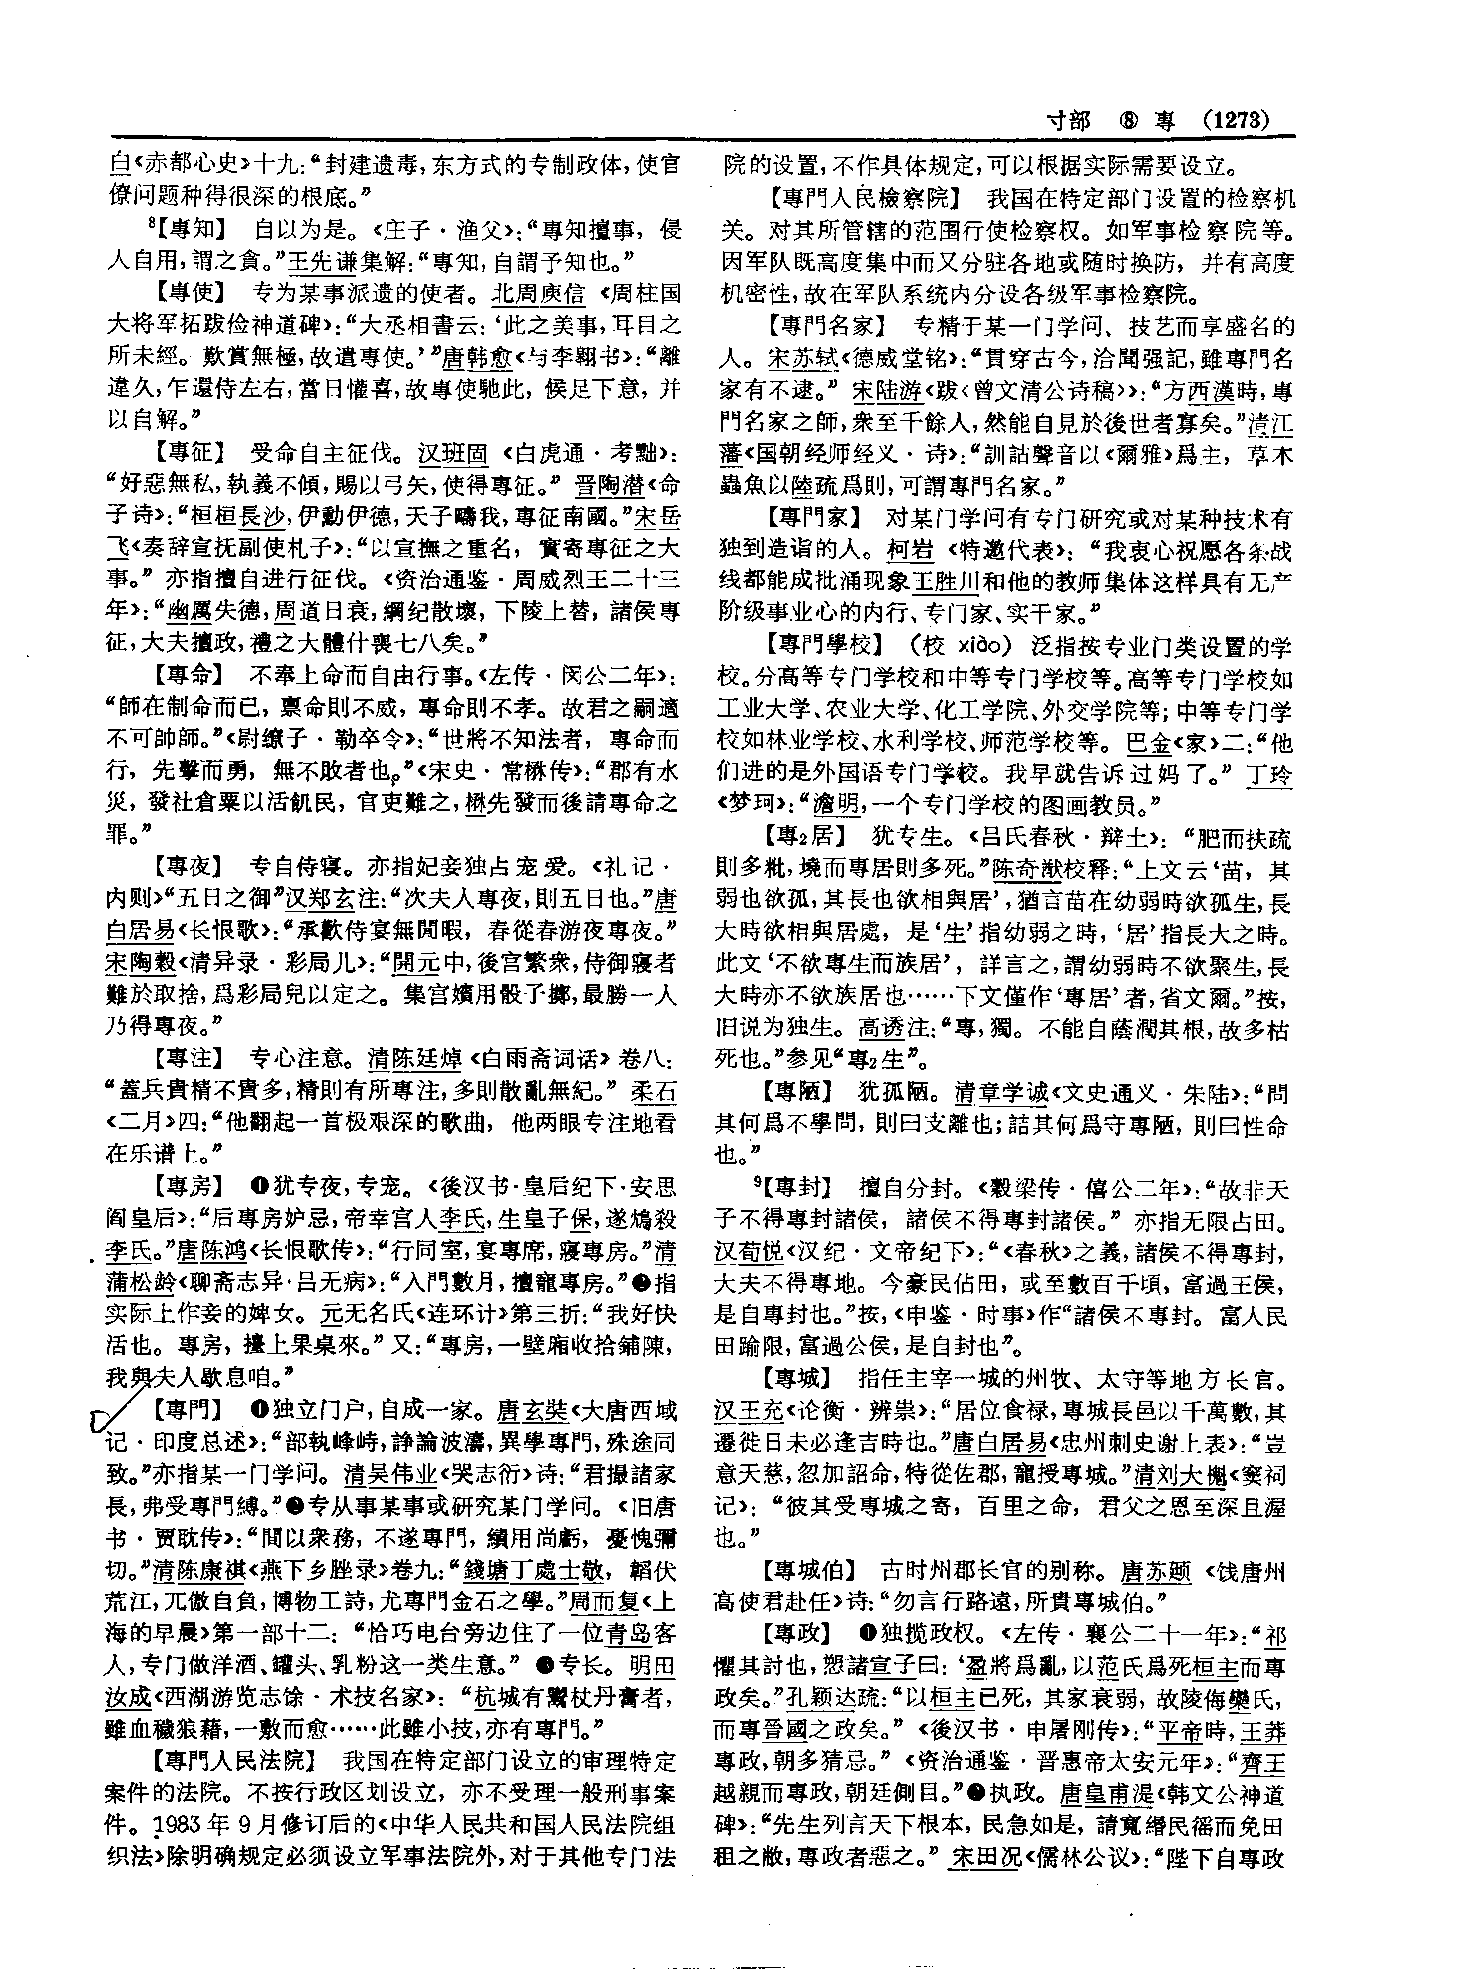 寸部 ⑧ 專 (1273)
白《赤都心史》十九：“封建遗毒，东方式的专制政体，使官
僚问题种得很深的根底。”
⁸【專知】 自以为是。《庄子·渔父》：“專知擅事，侵
人自用，謂之貪。”王先谦集解：“專知，自謂予知也。”
【專使】 专为某事派遣的使者。北周庾信《周柱国
大将军拓跋俭神道碑》：“大丞相書云：‘此之美事，耳目之
所未經。歎賞無極，故遣專使。’”唐韩愈《与李翱书》：“離
違久，乍還侍左右，當日懽喜，故專使馳此，候足下意，并
以自解。”
【專征】 受命自主征伐。汉班固《白虎通·考黜》：
“好惡無私，執義不傾，賜以弓矢，使得專征。”晋陶潜《命
子诗》：“桓桓長沙，伊勳伊德，天子疇我，專征南國。”宋岳
飞《奏辞宣抚副使札子》：“以宣撫之重名，實寄專征之大
事。”亦指擅自进行征伐。《资治通鉴·周威烈王二十三
年》：“幽厲失德，周道日衰，綱紀散壞，下陵上替，諸侯專
征，大夫擅政，禮之大體什喪七八矣。”
【專命】 不奉上命而自由行事。《左传·闵公二年》：
“師在制命而已，禀命則不威，專命則不孝。故君之嗣適
不可帥師。”《尉缭子·勒卒令》：“世將不知法者，專命而
行，先擊而勇，無不敗者也。”《宋史·常楙传》：“郡有水
災，發社倉粟以活飢民，官吏難之，楙先發而後請專命之
罪。”
【專夜】 专自侍寝。亦指妃妾独占宠爱。《礼记·
内则》“五日之御”汉郑玄注：“次夫人專夜，則五日也。”唐
白居易《长恨歌》：“承歡侍宴無閒暇，春從春游夜專夜。”
宋陶穀《清异录·彩局儿》：“開元中，後宫繁衆，侍御寢者
難於取捨，爲彩局兒以定之。集宫嬪用骰子擲，最勝一人
乃得專夜。”
【專注】 专心注意。清陈廷焯《白雨斋词话》卷八：
“蓋兵貴精不貴多，精則有所專注，多則散亂無紀。”柔石
《二月》四：“他翻起一首极艰深的歌曲，他两眼专注地看
在乐谱上。”
【專房】 ❶犹专夜，专宠。《後汉书·皇后纪下·安思
阎皇后》：“后專房妒忌，帝幸宫人李氏，生皇子保，遂鴆殺
李氏。”唐陈鸿《长恨歌传》：“行同室，宴專席，寢專房。”清
蒲松龄《聊斋志异·吕无病》：“入門數月，擅寵專房。”❷指
实际上作妾的婢女。元无名氏《连环计》第三折：“我好快
活也。專房，擡上果桌來。”又：“專房，一壁廂收拾鋪陳，
我與夫人歇息咱。”
【專門】 ❶独立门户，自成一家。唐玄奘《大唐西域
记·印度总述》：“部執峰峙，諍論波濤，異學專門，殊途同
致。”亦指某一门学问。清吴伟业《哭志衍》诗：“君撮諸家
長，弗受專門縛。”❷专从事某事或研究某门学问。《旧唐
书·贾耽传》：“間以衆務，不遂專門，績用尚虧，憂愧彌
切。”清陈康祺《燕下乡脞录》卷九：“錢塘丁處士敬，韜伏
荒江，兀傲自負，博物工詩，尤專門金石之學。”周而复《上
海的早晨》第一部十二：“恰巧电台旁边住了一位青岛客
人，专门做洋酒、罐头、乳粉这一类生意。”❸专长。明田
汝成《西湖游览志馀·术技名家》：“杭城有鬻杖丹膏者，
雖血穢狼藉，一敷而愈……此雖小技，亦有專門。”
【專門人民法院】 我国在特定部门设立的审理特定
案件的法院。不按行政区划设立，亦不受理一般刑事案
件。1983年9月修订后的《中华人民共和国人民法院组
织法》除明确规定必须设立军事法院外，对于其他专门法
院的设置，不作具体规定，可以根据实际需要设立。
【專門人民檢察院】 我国在特定部门设置的检察机
关。对其所管辖的范围行使检察权。如军事检察院等。
因军队既高度集中而又分驻各地或随时换防，并有高度
机密性，故在军队系统内分设各级军事检察院。
【專門名家】 专精于某一门学问、技艺而享盛名的
人。宋苏轼《德威堂铭》：“貫穿古今，洽聞强記，雖專門名
家有不逮。”宋陆游《跋〈曾文清公诗稿〉》：“方西漢時，專
門名家之師，衆至千餘人，然能自見於後世者寡矣。”清江
藩《国朝经师经义·诗》：“訓詁聲音以《爾雅》爲主，草木
蟲魚以陸疏爲則，可謂專門名家。”
【專門家】 对某门学问有专门研究或对某种技术有
独到造诣的人。柯岩《特邀代表》：“我衷心祝愿各条战
线都能成批涌现象王胜川和他的教师集体这样具有无产
阶级事业心的内行、专门家、实干家。”
【專門學校】 （校 xiào） 泛指按专业门类设置的学
校。分高等专门学校和中等专门学校等。高等专门学校如
工业大学、农业大学、化工学院、外交学院等；中等专门学
校如林业学校、水利学校、师范学校等。巴金《家》二：“他
们进的是外国语专门学校。我早就告诉过妈了。”丁玲
《梦珂》：“澹明，一个专门学校的图画教员。”
【專₂居】 犹专生。《吕氏春秋·辩土》：“肥而扶疏
則多粃，墝而專居則多死。”陈奇猷校释：“上文云‘苗，其
弱也欲孤，其長也欲相與居’，猶言苗在幼弱時欲孤生，長
大時欲相與居處，是‘生’指幼弱之時，‘居’指長大之時。
此文‘不欲專生而族居’，詳言之，謂幼弱時不欲聚生，長
大時亦不欲族居也……下文僅作‘專居’者，省文爾。”按，
旧说为独生。高诱注：“專，獨。不能自蔭潤其根，故多枯
死也。”参见“專₂生”。
【專陋】 犹孤陋。清章学诚《文史通义·朱陆》：“問
其何爲不學問，則曰支離也；詰其何爲守專陋，則曰性命
也。”
⁹【專封】 擅自分封。《穀梁传·僖公二年》：“故非天
子不得專封諸侯，諸侯不得專封諸侯。”亦指无限占田。
汉荀悦《汉纪·文帝纪下》：“《春秋》之義，諸侯不得專封，
大夫不得專地。今豪民佔田，或至數百千頃，富過王侯，
是自專封也。”按，《申鉴·时事》作“諸侯不專封。富人民
田踰限，富過公侯，是自封也”。
【專城】 指任主宰一城的州牧、太守等地方长官。
汉王充《论衡·辨祟》：“居位食禄，專城長邑以千萬數，其
遷徙日未必逢吉時也。”唐白居易《忠州刺史谢上表》：“豈
意天慈，忽加詔命，特從佐郡，寵授專城。”清刘大櫆《窦祠
记》：“彼其受專城之寄，百里之命，君父之恩至深且渥
也。”
【專城伯】 古时州郡长官的别称。唐苏颋《饯唐州
高使君赴任》诗：“勿言行路遠，所貴專城伯。”
【專政】 ❶独揽政权。《左传·襄公二十一年》：“祁
懼其討也，愬諸宣子曰：‘盈將爲亂，以范氏爲死桓主而專
政矣。”孔颖达疏：“以桓主已死，其家衰弱，故陵侮欒氏，
而專晉國之政矣。”《後汉书·申屠刚传》：“平帝時，王莽
專政，朝多猜忌。”《资治通鉴·晋惠帝太安元年》：“齊王
越親而專政，朝廷側目。”❷执政。唐皇甫湜《韩文公神道
碑》：“先生列言天下根本，民急如是，請寬緡民徭而免田
租之敝，專政者惡之。”宋田况《儒林公议》：“陛下自專政